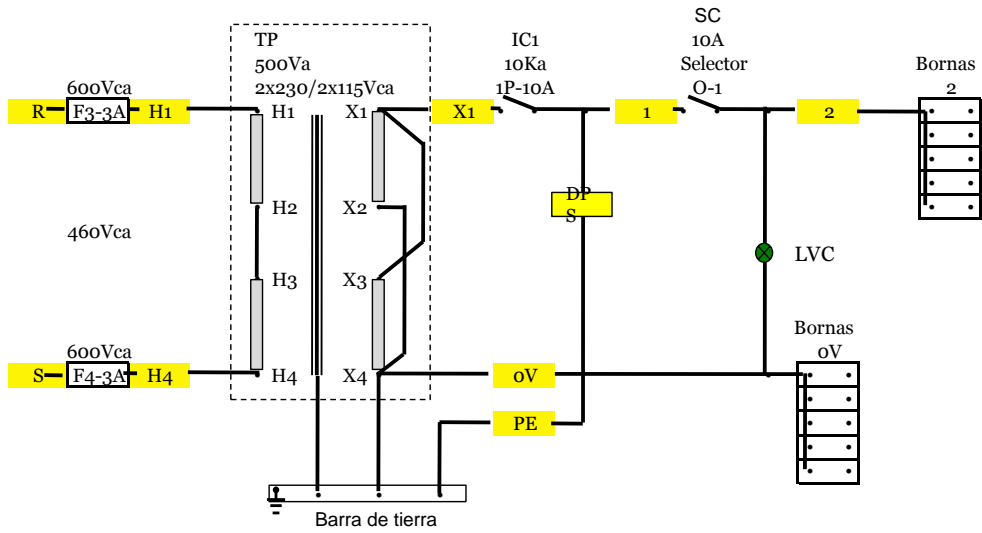 TP
500Va
2x230/2x115Vca
IC1
10Ka
1P-10A
SC
10A
Selector
O-1
Bornas
2
600Vca
R
F3-3A
H1
H1
X1
X1
1
2
H2
X2
DP
S
460Vca
LVC
H3
X3
Bornas
0V
600Vca
S
F4-3A
H4
H4
X4
0V
PE
Barra de tierra